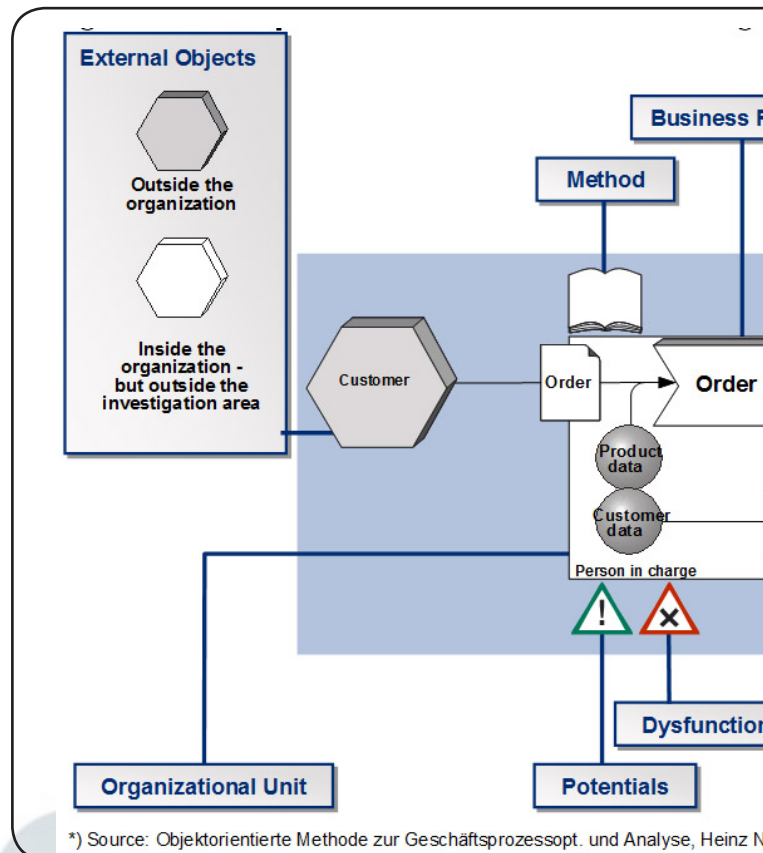 External Objects
Outside the
organization
Inside the
organization -
but outside the
investigation area
Business F
Method
Customer
Order
Order
Product
data
Customer
data
Person in charge
!
Dysfunction
Organizational Unit
Potentials
*) Source: Objektorientierte Methode zur Geschäftsprozessopt. und Analyse, Heinz N